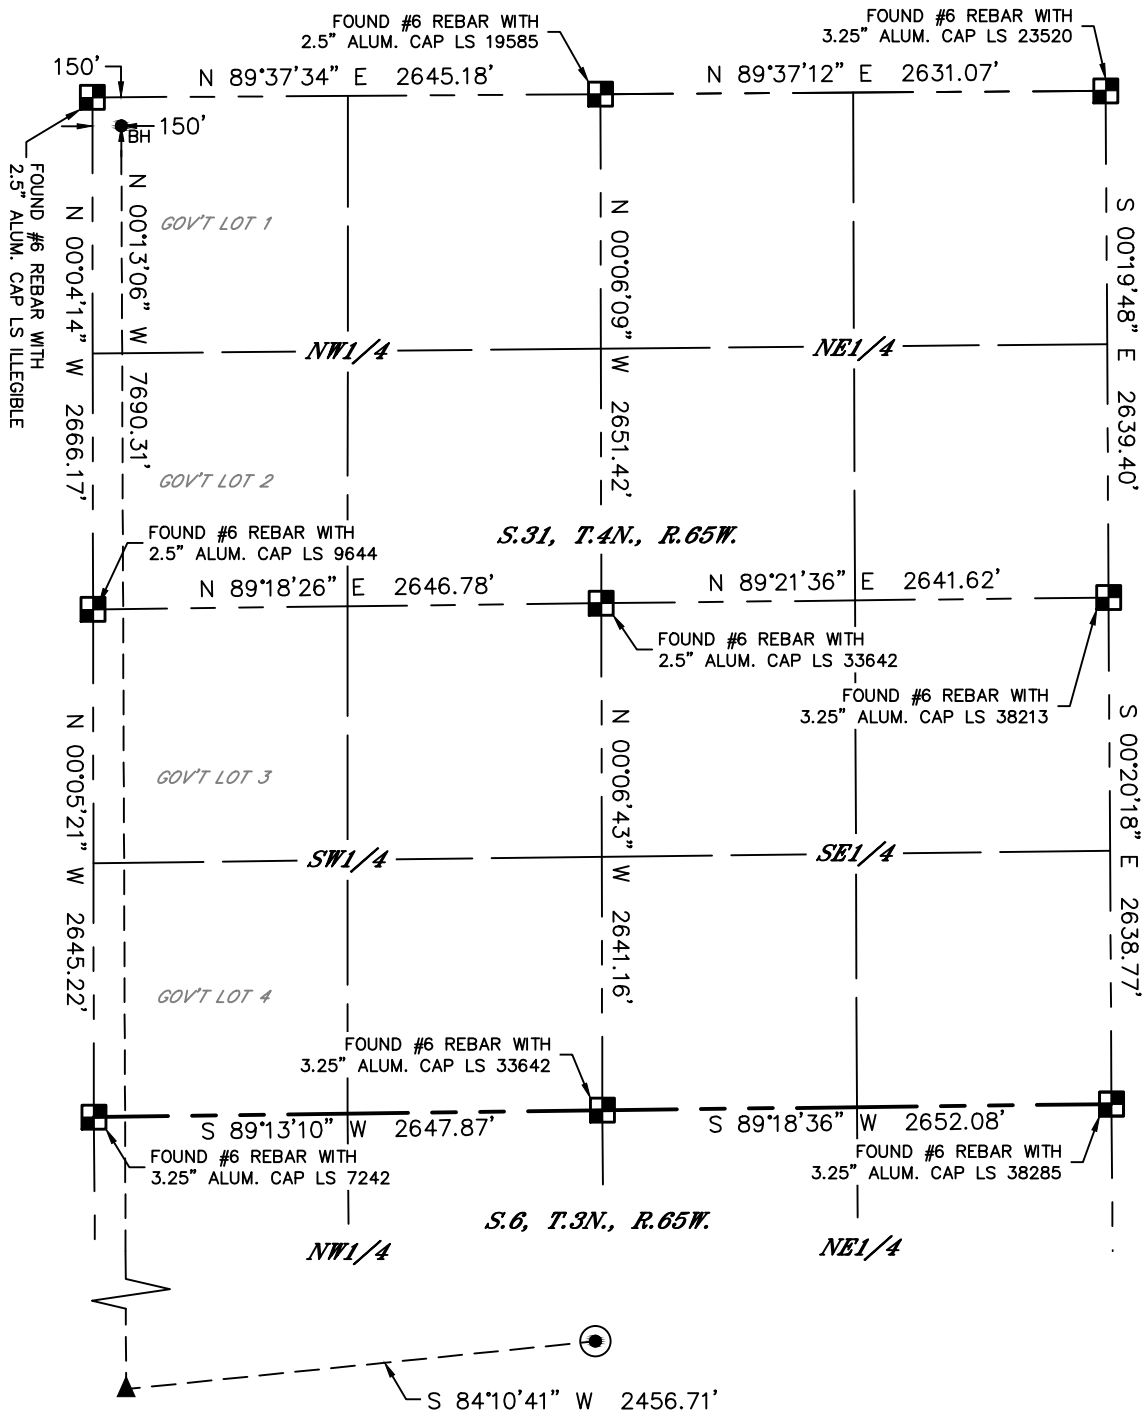 FOUND #6 REBAR WITH
2.5" ALUM. CAP LS 19585
FOUND #6 REBAR WITH
3.25" ALUM. CAP LS 23520
150'
N 89°37'34" E 2645.18'
N 89°37'12" E 2631.07'
150'
BH
FOUND #6 REBAR WITH
2.5" ALUM. CAP LS ILLEGIBLE
N 00°04'14" W 2666.17'
N 00°13'06" W 7690.31'
GOV'T LOT 1
N 00°06'09" W 2651.42'
S 00°19'48" E 2639.40'
NW1/4
NE1/4
GOV'T LOT 2
S.31, T.4N., R.65W.
FOUND #6 REBAR WITH
2.5" ALUM. CAP LS 9644
N 89°18'26" E 2646.78'
N 89°21'36" E 2641.62'
FOUND #6 REBAR WITH
2.5" ALUM. CAP LS 33642
FOUND #6 REBAR WITH
3.25" ALUM. CAP LS 38213
N 00°05'21" W 2645.22'
GOV'T LOT 3
N 00°06'43" W 2641.16'
S 00°20'18" E 2638.77'
SW1/4
SE1/4
GOV'T LOT 4
FOUND #6 REBAR WITH
3.25" ALUM. CAP LS 33642
S 89°13'10" W 2647.87'
S 89°18'36" W 2652.08'
FOUND #6 REBAR WITH
3.25" ALUM. CAP LS 7242
FOUND #6 REBAR WITH
3.25" ALUM. CAP LS 38285
S.6, T.3N., R.65W.
NW1/4
NE1/4
S 84°10'41" W 2456.71'